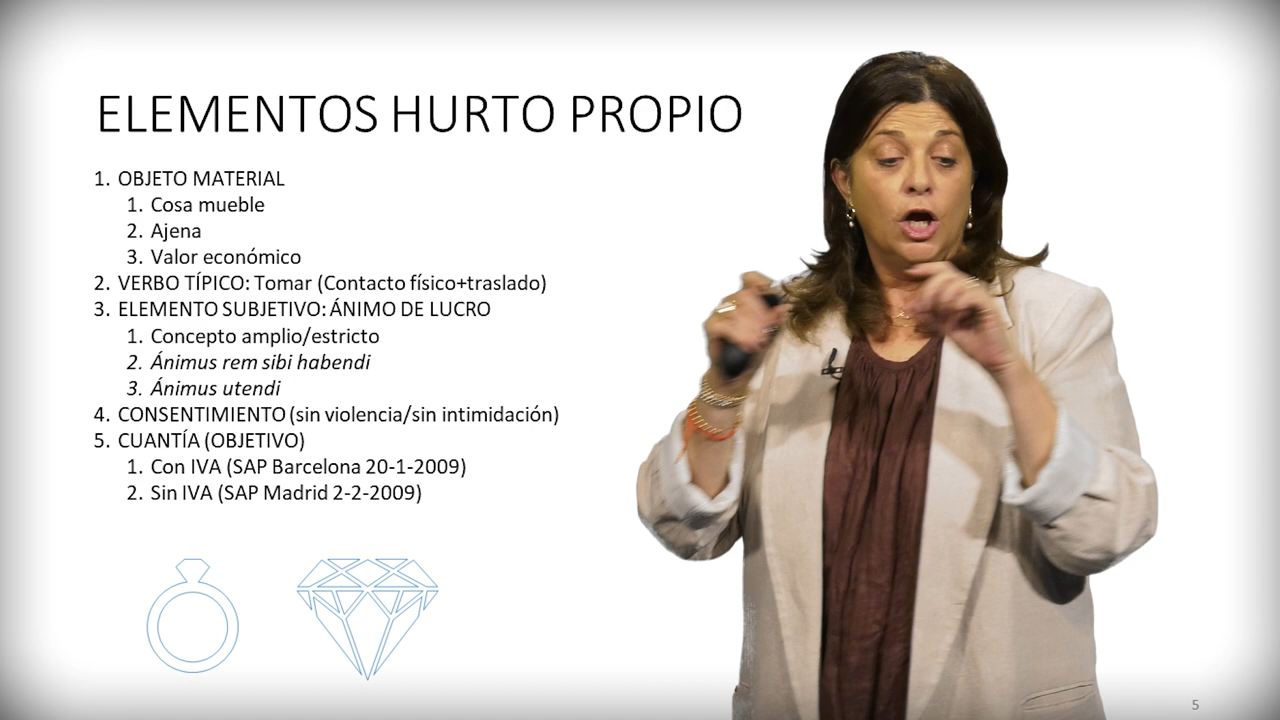 ELEMENTOS HURTO PROPIO
1. OBJETO MATERIAL
1. Cosa mueble
2. Ajena
3. Valor económico
2. VERBO TÍPICO: Tomar (Contacto físico+traslado)
3. ELEMENTO SUBJETIVO: ÁNIMO DE LUCRO
1. Concepto amplio/estricto
2. Ánimus rem sibi habendi
3. Ánimus utendi
4. CONSENTIMIENTO (sin violencia/sin intimidación)
5. CUANTÍA (OBJETIVO)
1. Con IVA (SAP Barcelona 20-1-2009)
2. Sin IVA (SAP Madrid 2-2-2009)
5